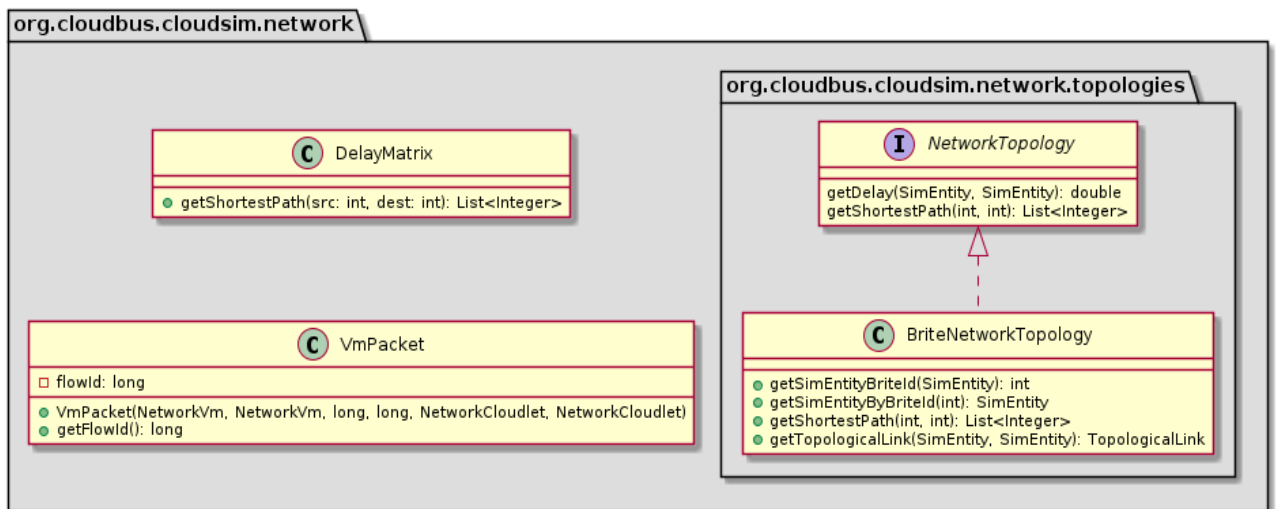 org.cloudbus.cloudsim.network
org.cloudbus.cloudsim.network.topologies
C DelayMatrix
getShortestPath(src: int, dest: int): List<Integer>
I NetworkTopology
getDelay(SimEntity, SimEntity): double
getShortestPath(int, int): List<Integer>
C VmPacket
flowId: long
VmPacket(NetworkVm, NetworkVm, long, long, NetworkCloudlet, NetworkCloudlet)
getFlowId(): long
C BriteNetworkTopology
getSimEntityBriteId(SimEntity): int
getSimEntityByBriteId(int): SimEntity
getShortestPath(int, int): List<Integer>
getTopologicalLink(SimEntity, SimEntity): TopologicalLink